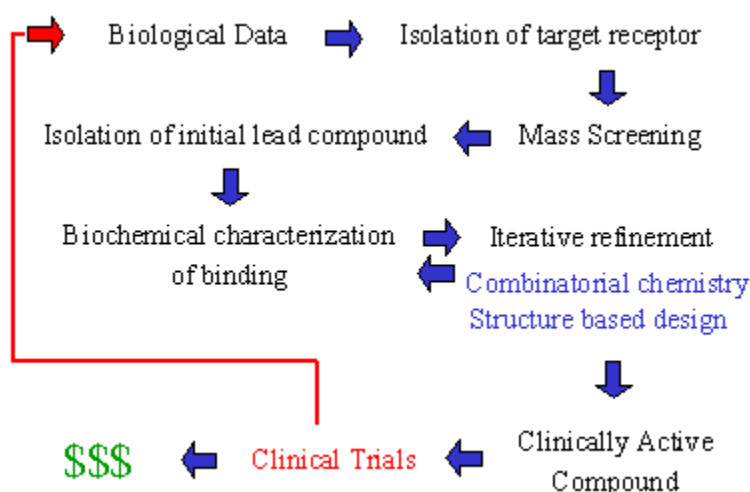 Biological Data
Isolation of target receptor
Isolation of initial lead compound
Mass Screening
Biochemical characterization
of binding
Iterative refinement
Combinatorial chemistry
Structure based design
$$$
Clinical Trials
Clinically Active
Compound